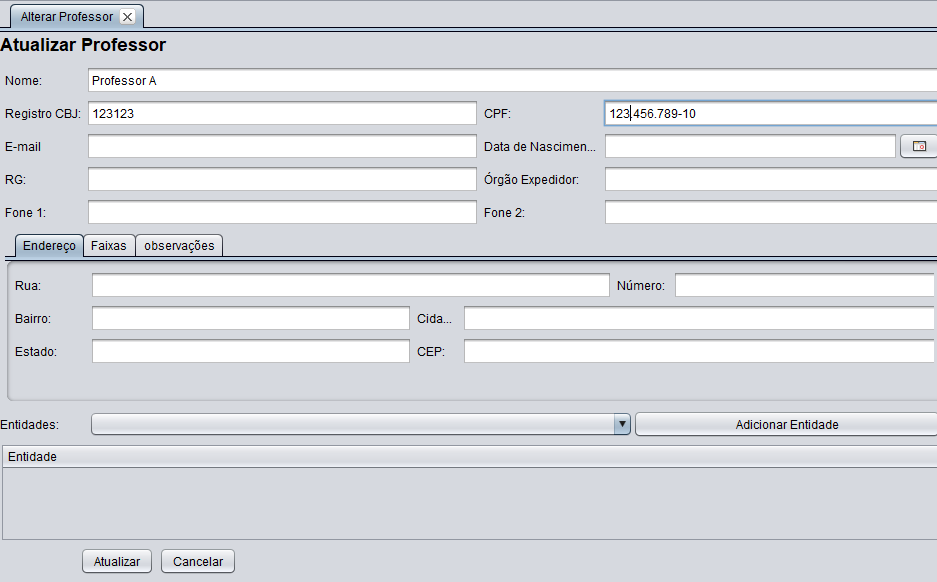 Alterar Professor
Atualizar Professor
Nome: Professor A
Registro CBJ: 123123 CPF: 123.456.789-10
E-mail Data de Nascimen...
RG: Órgão Expedidor:
Fone 1: Fone 2:
Endereço Faixas observações
Rua: Número:
Bairro: Cida...
Estado: CEP:
Entidades: Adicionar Entidade
Entidade
Atualizar Cancelar